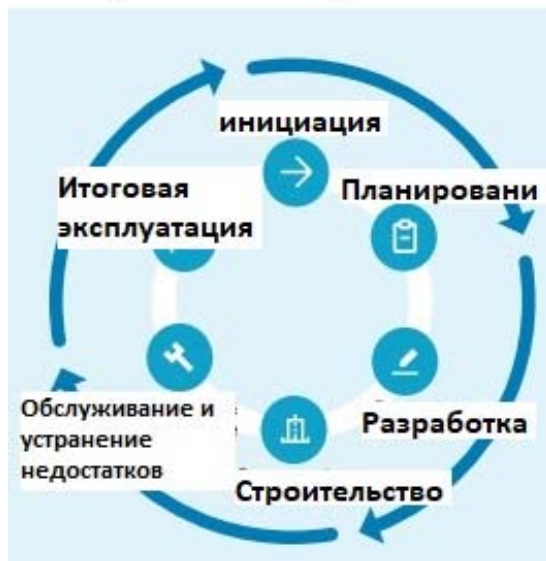 инициация
Планировани
Разработка
Строительство
Обслуживание и
устранение
недостатков
Итоговая
эксплуатация